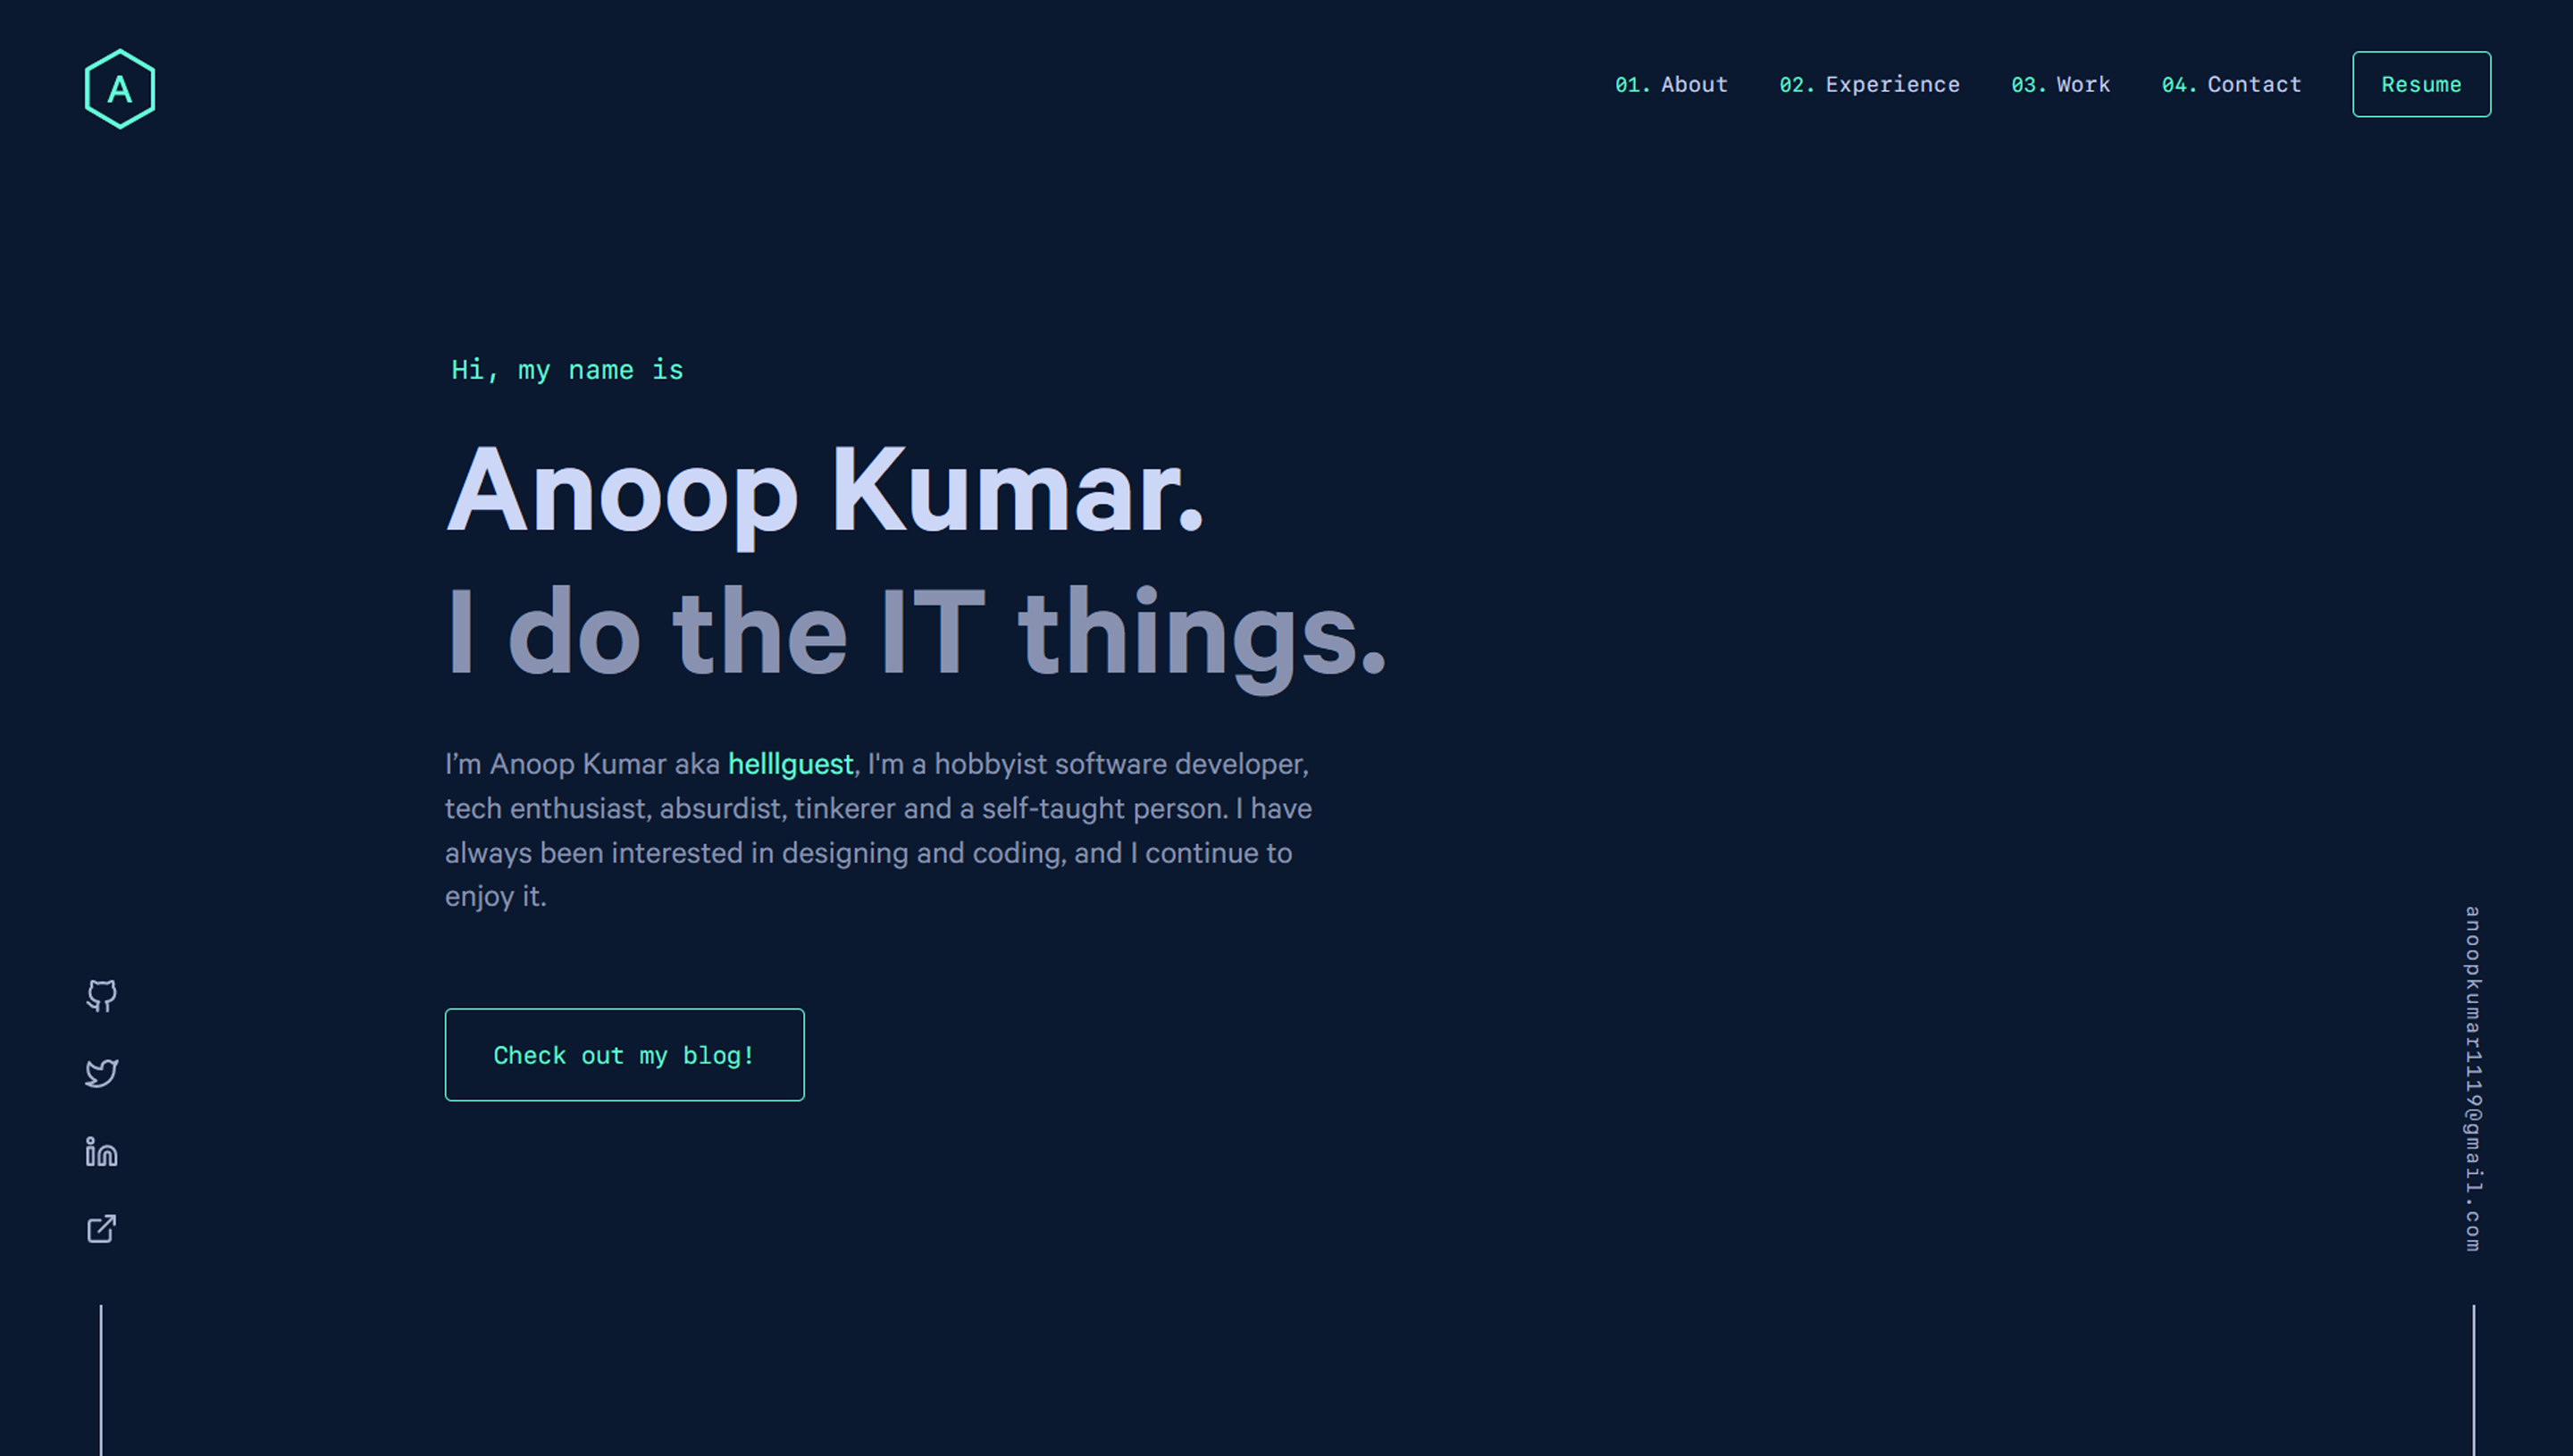 A
01. About 02. Experience 03. Work 04. Contact Resume
Hi, my name is
Anoop Kumar.
I do the IT things.
I’m Anoop Kumar aka helllguest, I'm a hobbyist software developer,
tech enthusiast, absurdist, tinkerer and a self-taught person. I have
always been interested in designing and coding, and I continue to
enjoy it.
Check out my blog!
in
anoopkumar1119@gmail.com